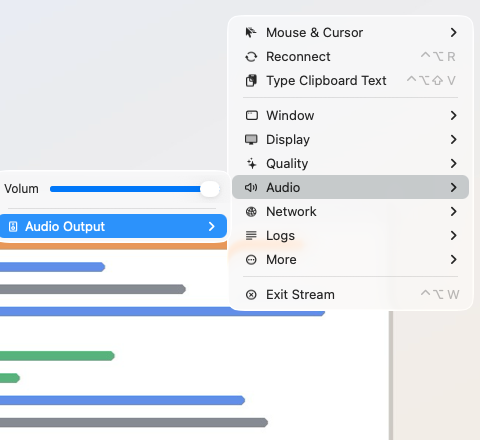 Mouse & Cursor
Reconnect ^⌥ R
Type Clipboard Text ^⌥⇧ V
Window
Display
Quality
Audio
Network
Logs
More
Exit Stream ^⌥ W
Volum
Audio Output